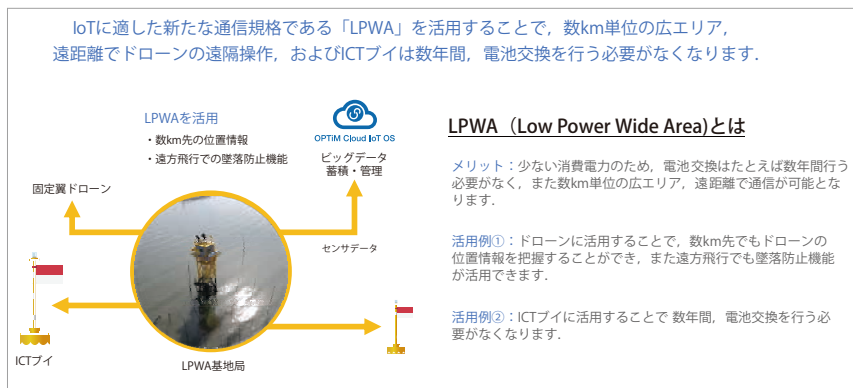 IoTに適した新たな通信規格である「LPWA」を活用することで，数km単位の広エリア，
遠距離でドローンの遠隔操作，およびICTブイは数年間，電池交換を行う必要がなくなります．
LPWAを活用
・数km先の位置情報
・遠方飛行での墜落防止機能
OPTiM Cloud IoT OS
ビッグデータ
蓄積・管理
固定翼ドローン
センサデータ
ICTブイ
LPWA基地局
LPWA（Low Power Wide Area)とは
メリット：少ない消費電力のため，電池交換はたとえば数年間行う
必要がなく，また数km単位の広エリア，遠距離で通信が可能とな
ります．
活用例①：ドローンに活用することで，数km先でもドローンの
位置情報を把握することができ，また遠方飛行でも墜落防止機能
が活用できます．
活用例②：ICTブイに活用することで 数年間，電池交換を行う必
要がなくなります．